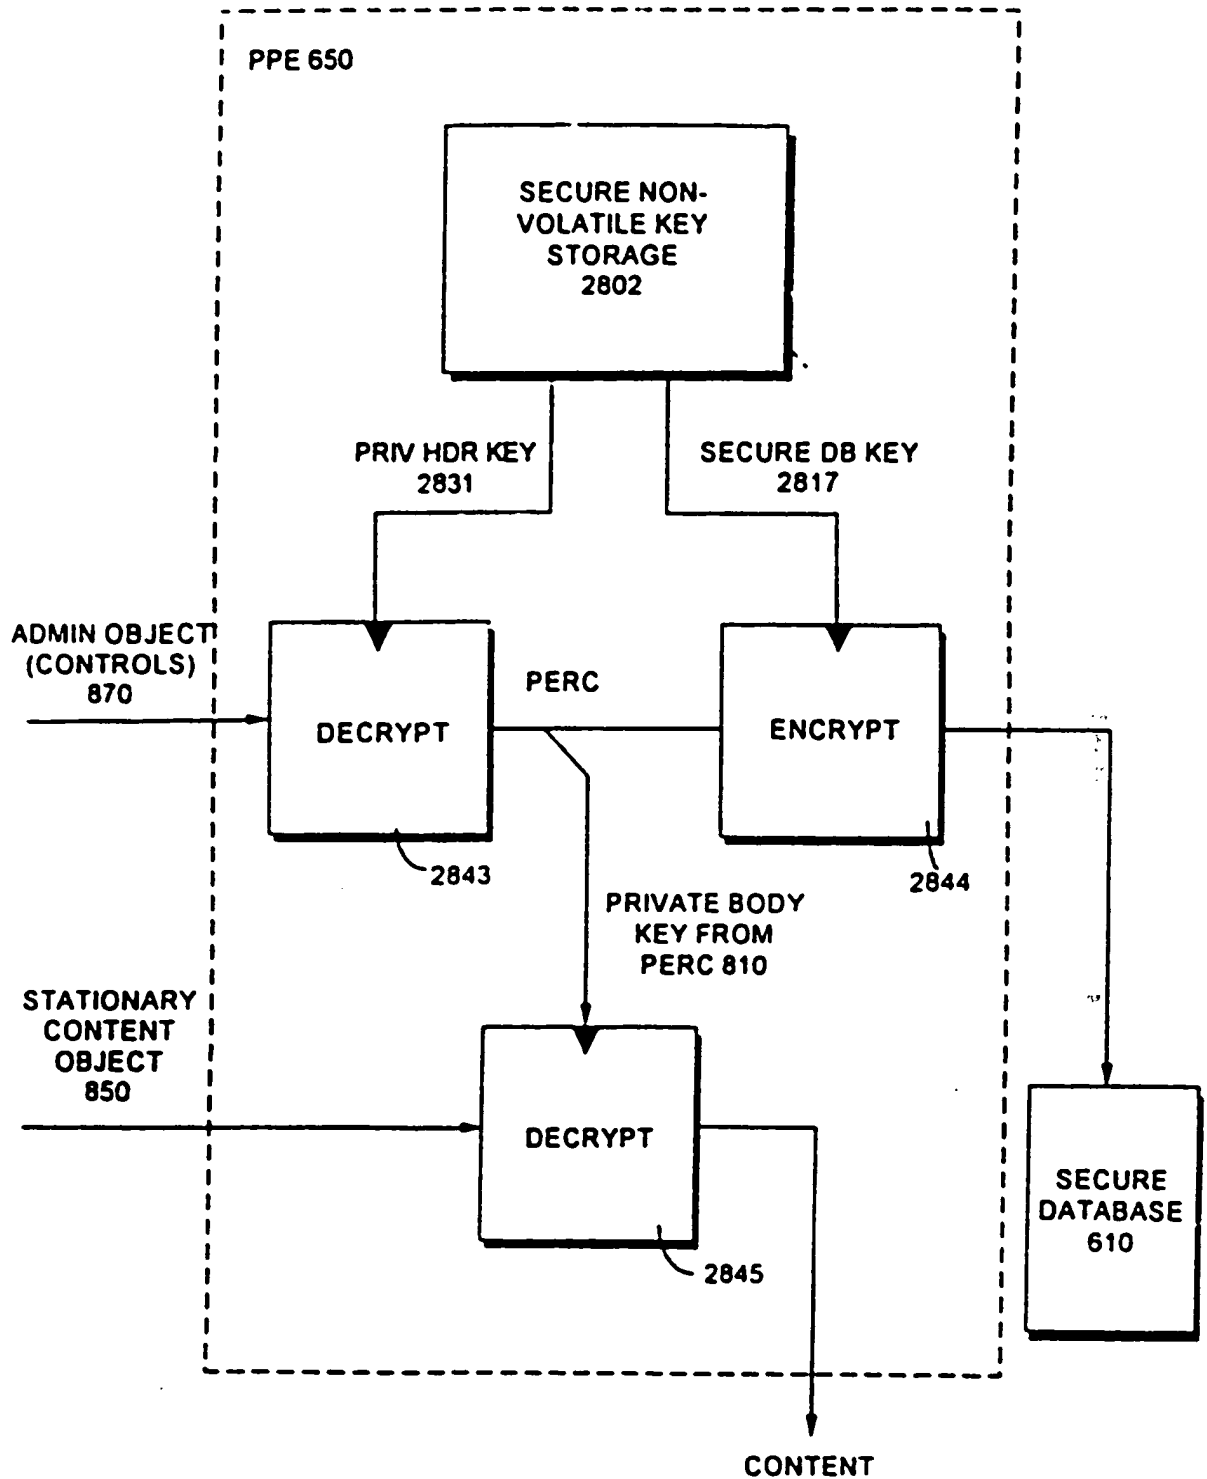 PPE 650
SECURE NON-
VOLATILE KEY
STORAGE
2802
PRIV HDR KEY
2831
SECURE DB KEY
2817
ADMIN OBJECT
(CONTROLS)
870
DECRYPT
PERC
ENCRYPT
2843
2844
PRIVATE BODY
KEY FROM
PERC 810
STATIONARY
CONTENT
OBJECT
850
DECRYPT
2845
SECURE
DATABASE
610
CONTENT